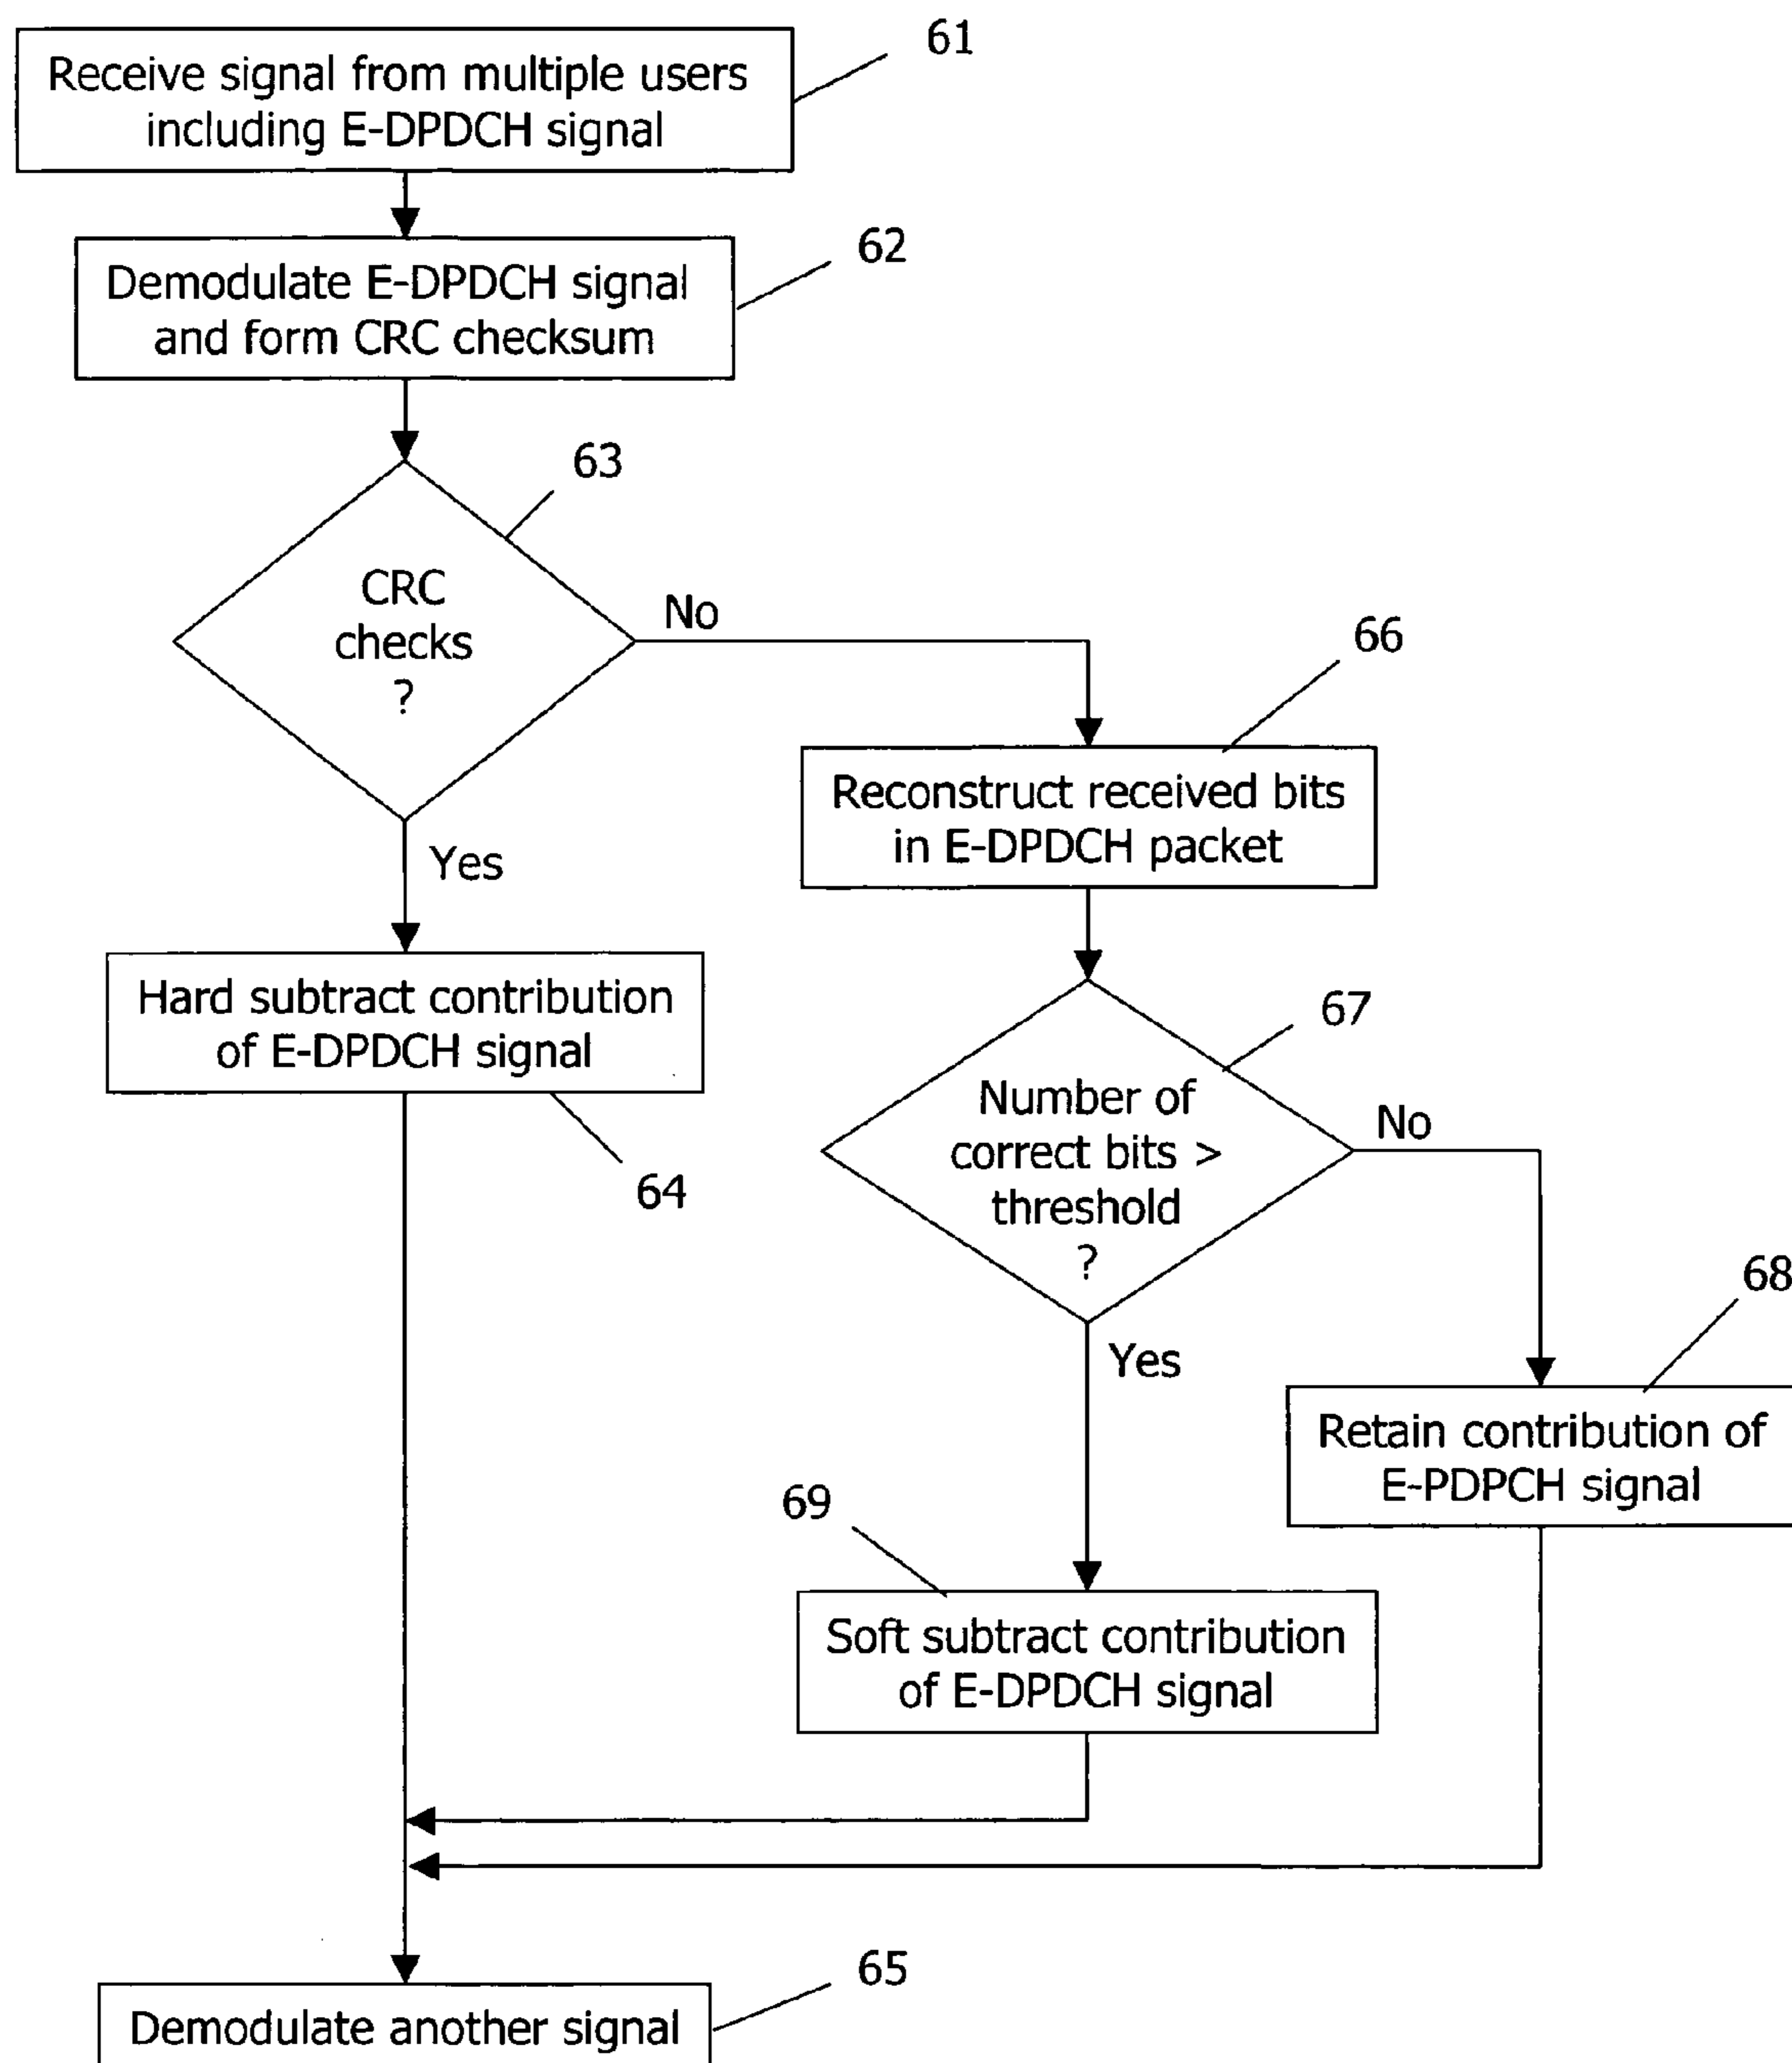 Receive signal from multiple users
including E-DPDCH signal
61
Demodulate E-DPDCH signal
and form CRC checksum
62
CRC
checks
?
63
No
Yes
66
Reconstruct received bits
in E-DPDCH packet
Hard subtract contribution
of E-DPDCH signal
64
67
Number of
correct bits >
threshold
?
No
Yes
68
Retain contribution of
E-PDPCH signal
69
Soft subtract contribution
of E-DPDCH signal
65
Demodulate another signal